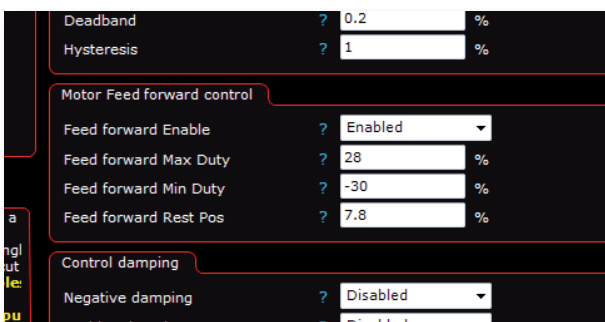 Deadband ? 0.2 %
Hysteresis ? 1 %
Motor Feed forward control
Feed forward Enable ? Enabled
Feed forward Max Duty ? 28 %
Feed forward Min Duty ? -30 %
Feed forward Rest Pos ? 7.8 %
a
Control damping
Negative damping ? Disabled